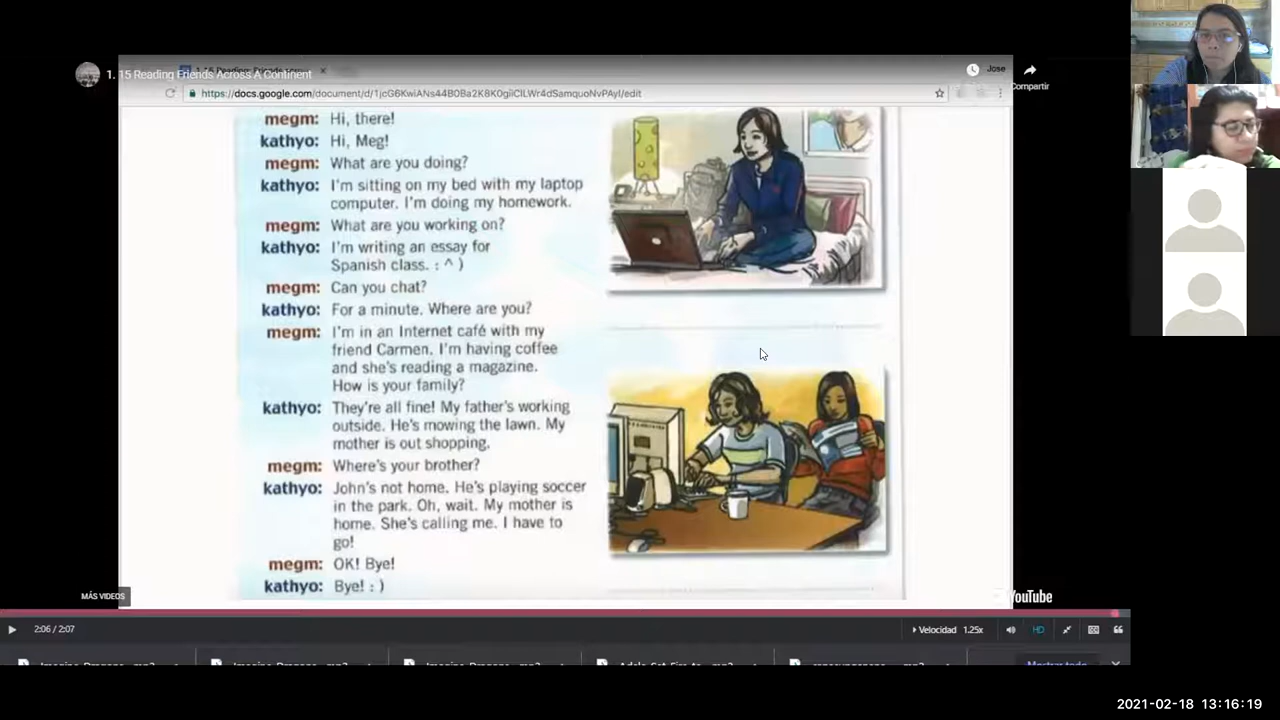 1. 15 Reading Friends Across A Continent
Jose
Compartir
https://docs.google.com/document/d/1jcG6KwiANs44B0Ba2K8K0giiClLWr4dSamquoNvPAyI/edit
megm: Hi, there!
kathyo: Hi, Meg!
megm: What are you doing?
kathyo: I'm sitting on my bed with my laptop
computer. I'm doing my homework.
megm: What are you working on?
kathyo: I'm writing an essay for
Spanish class. : ^ )
megm: Can you chat?
kathyo: For a minute. Where are you?
megm: I'm in an Internet café with my
friend Carmen. I'm having coffee
and she's reading a magazine.
How is your family?
kathyo: They're all fine! My father's working
outside. He's mowing the lawn. My
mother is out shopping.
megm: Where's your brother?
kathyo: John's not home. He's playing soccer
in the park. Oh, wait. My mother is
home. She's calling me. I have to
go!
megm: OK! Bye!
kathyo: Bye! : )
MÁS VIDEOS
YouTube
2:06 / 2:07
Velocidad 1.25x
HD
Mostrar todo
2021-02-18 13:16:19